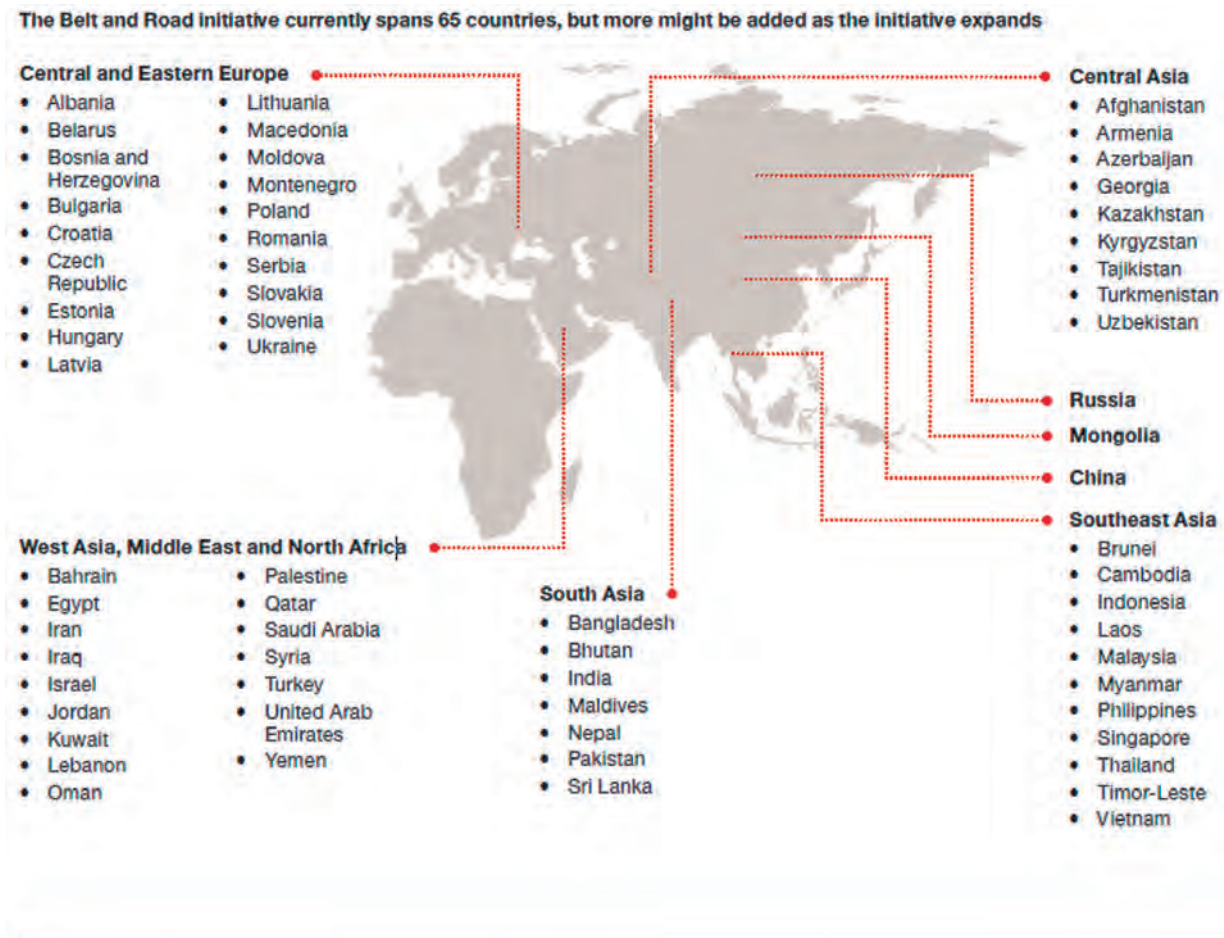 The Belt and Road initiative currently spans 65 countries, but more might be added as the initiative expands
Central and Eastern Europe
• Albania
• Belarus
• Bosnia and
Herzegovina
• Bulgaria
• Croatia
• Czech
Republic
• Estonia
• Hungary
• Latvia
• Lithuania
• Macedonia
• Moldova
• Montenegro
• Poland
• Romania
• Serbia
• Slovakia
• Slovenia
• Ukraine
Central Asia
• Afghanistan
• Armenia
• Azerbaijan
• Georgia
• Kazakhstan
• Kyrgyzstan
• Tajikistan
• Turkmenistan
• Uzbekistan
Russia
Mongolia
China
Southeast Asia
• Brunei
• Cambodia
• Indonesia
• Laos
• Malaysia
• Myanmar
• Philippines
• Singapore
• Thailand
• Timor-Leste
• Vietnam
West Asia, Middle East and North Africa
• Bahrain
• Egypt
• Iran
• Iraq
• Israel
• Jordan
• Kuwait
• Lebanon
• Oman
• Palestine
• Qatar
• Saudi Arabia
• Syria
• Turkey
• United Arab
Emirates
• Yemen
South Asia
• Bangladesh
• Bhutan
• India
• Maldives
• Nepal
• Pakistan
• Sri Lanka